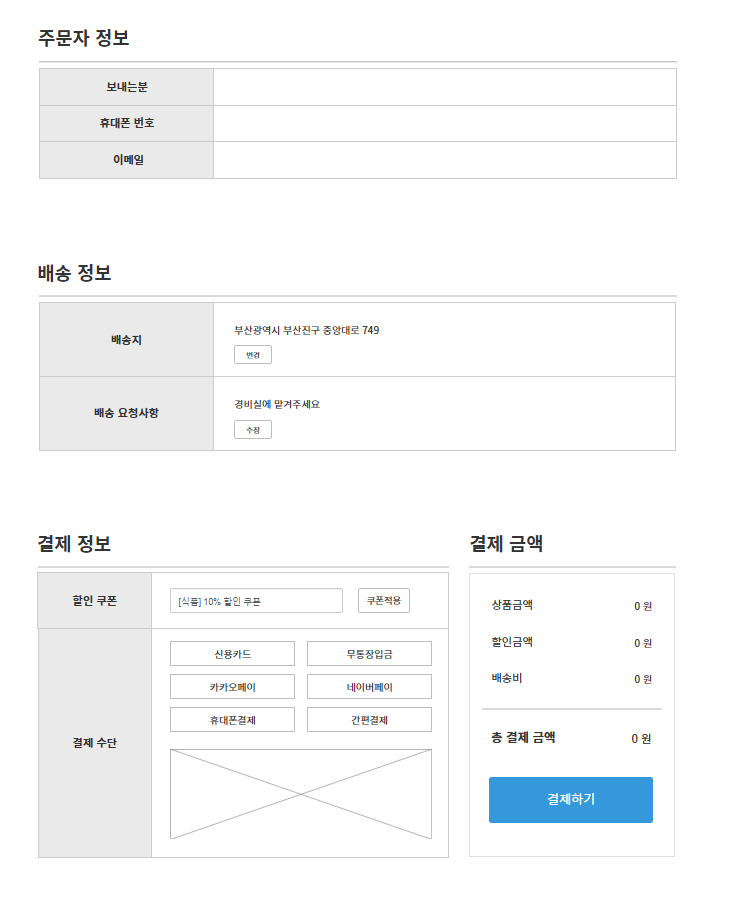 주문자 정보
보내는분
휴대폰 번호
이메일
배송 정보
배송지
부산광역시 부산진구 중앙대로 749
변경
배송 요청사항
경비실에 맡겨주세요
수정
결제 정보
할인 쿠폰
[식품] 10% 할인 쿠폰
쿠폰적용
결제 수단
신용카드
무통장입금
카카오페이
네이버페이
휴대폰결제
간편결제
결제 금액
상품금액
0 원
할인금액
0 원
배송비
0 원
총 결제 금액
0 원
결제하기